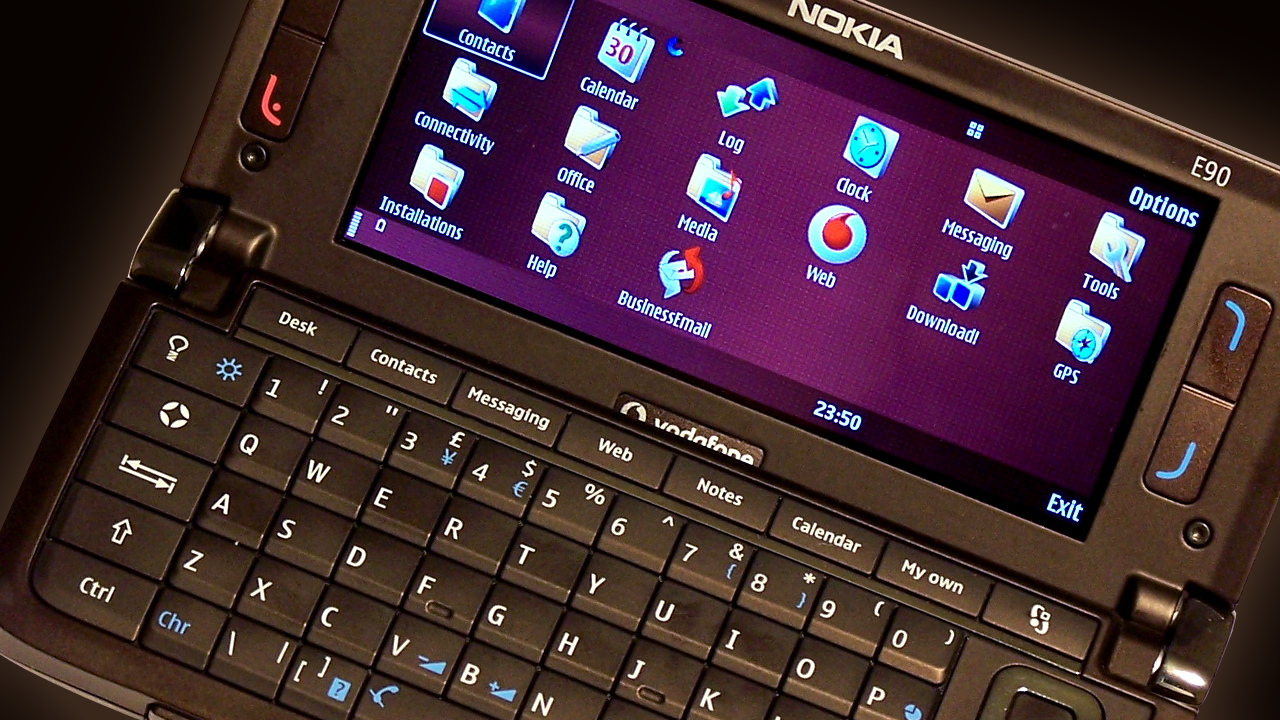 NOKIA
E90
Contacts
Calendar
Log
Clock
Messaging
Tools
Options
Connectivity
Office
Media
Web
Download!
GPS
Installations
Help
BusinessEmail
30
23:50
Exit
vodafone
Desk
Contacts
Messaging
Web
Notes
Calendar
My own
1 ! 2 " 3 £ ¥ 4 $ € 5 % 6 ^ 7 & { 8 * } 9 ( 0 )
Q W E R T Y U I O P
A S D F G H J K
Z X C V B N
Ctrl Chr \ | [ ] ?